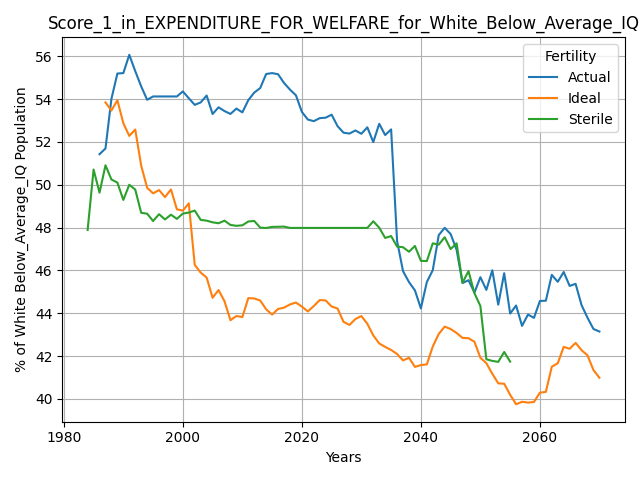 Score_1_in_EXPENDITURE_FOR_WELFARE_for_White_Below_Average_IQ
% of White Below_Average_IQ Population
56
54
52
50
48
46
44
42
40
Fertility
Actual
Ideal
Sterile
1980
2000
2020
2040
2060
Years